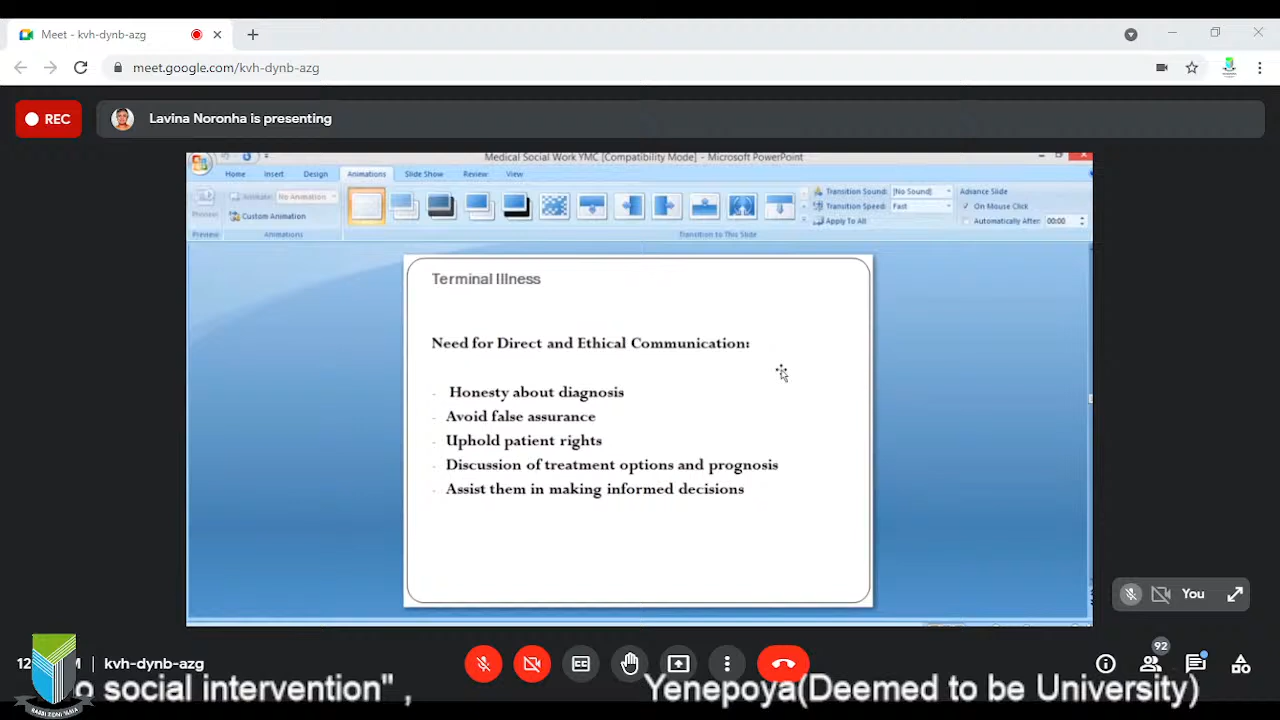 Meet - kvh-dynb-azg
meet.google.com/kvh-dynb-azg
REC
Lavina Noronha is presenting
Medical Social Work YMC [Compatibility Mode] - Microsoft PowerPoint
Home Insert Design Animations Slide Show Review View
Preview
Animate: No Animation
Custom Animation
Transition Sound: [No Sound]
Transition Speed: Fast
Apply To All
Advance Slide
On Mouse Click
Automatically After: 00:00
Preview Animations Transition to This Slide
Terminal Illness
Need for Direct and Ethical Communication:
- Honesty about diagnosis
- Avoid false assurance
- Uphold patient rights
- Discussion of treatment options and prognosis
- Assist them in making informed decisions
You
92
12 M | kvh-dynb-azg
o social intervention" , Yenepoya(Deemed to be University)